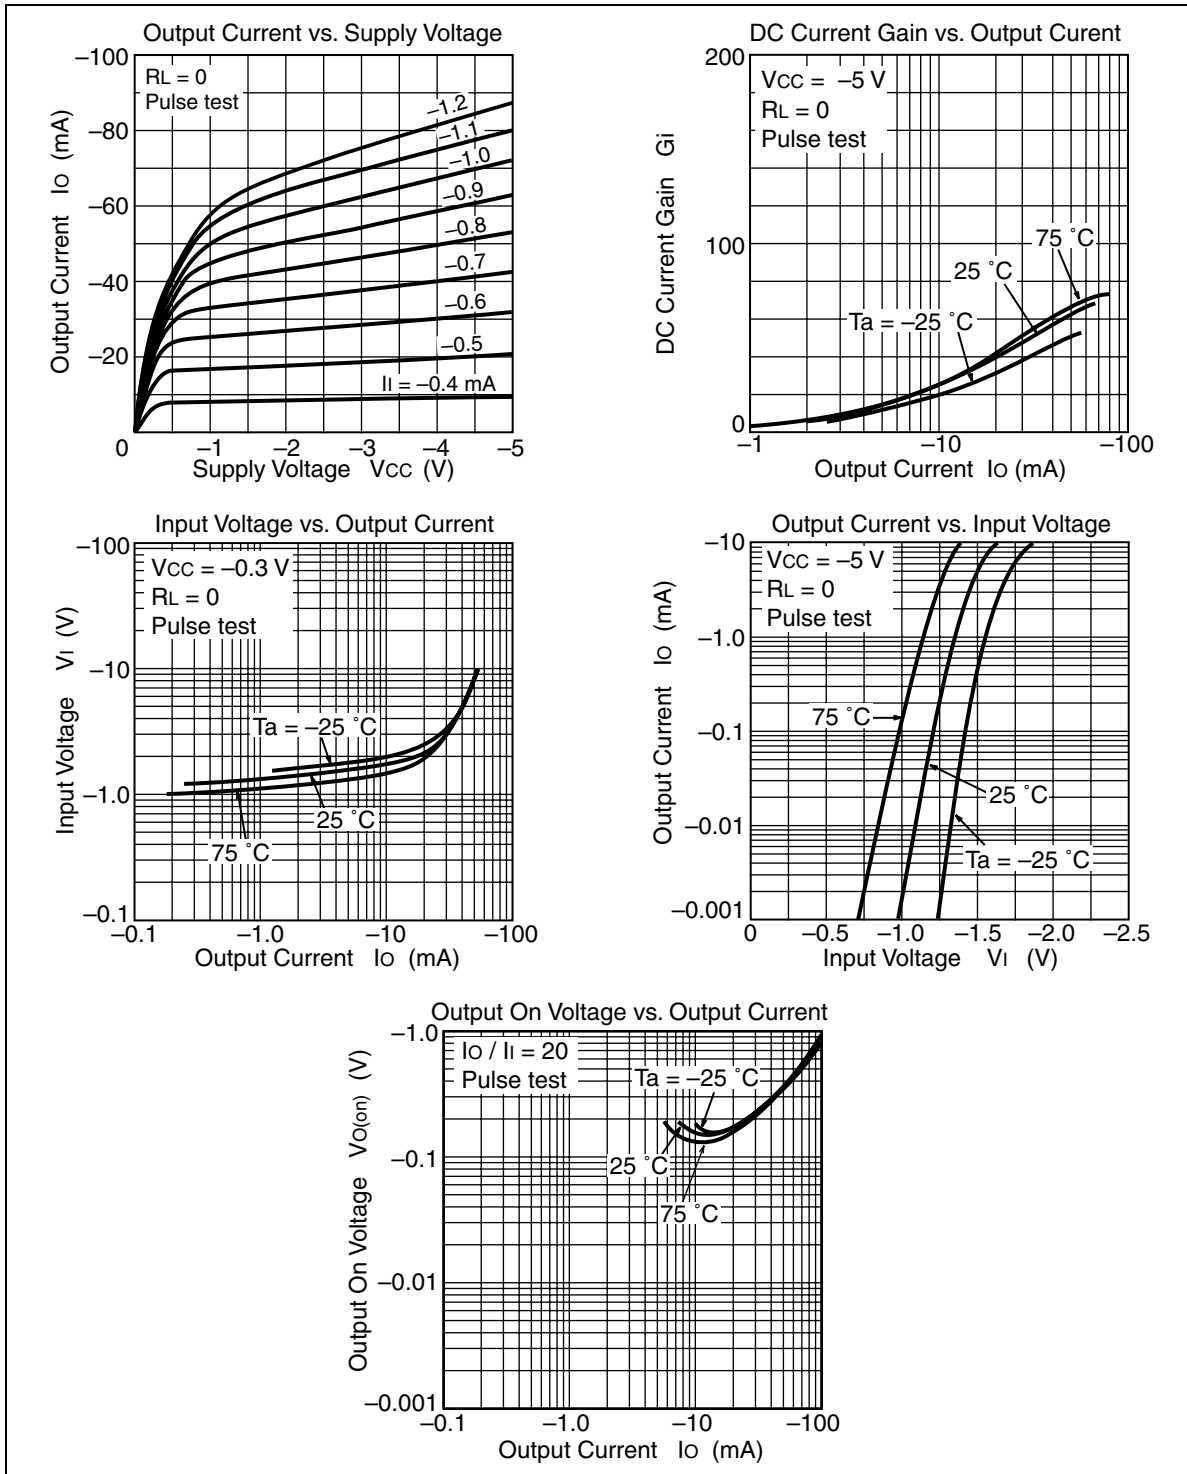 Output Current vs. Supply Voltage
–100
–80
–60
–40
–20
0
Output Current IO (mA)
RL = 0
Pulse test
–1.2
–1.1
–1.0
–0.9
–0.8
–0.7
–0.6
–0.5
II = –0.4 mA
–1 –2 –3 –4 –5
Supply Voltage VCC (V)
DC Current Gain vs. Output Curent
200
100
0
DC Current Gain Gi
VCC = –5 V
RL = 0
Pulse test
75 ˚C
25 ˚C
Ta = –25 ˚C
–1 –10 –100
Output Current IO (mA)
Input Voltage vs. Output Current
–100
–10
–1.0
–0.1
Input Voltage VI (V)
VCC = –0.3 V
RL = 0
Pulse test
Ta = –25 ˚C
25 ˚C
75 ˚C
–0.1 –1.0 –10 –100
Output Current IO (mA)
Output Current vs. Input Voltage
–10
–1.0
–0.1
–0.01
–0.001
Output Current IO (mA)
VCC = –5 V
RL = 0
Pulse test
75 ˚C
25 ˚C
Ta = –25 ˚C
0 –0.5 –1.0 –1.5 –2.0 –2.5
Input Voltage VI (V)
Output On Voltage vs. Output Current
–1.0
–0.1
–0.01
–0.001
Output On Voltage VO(on) (V)
IO / II = 20
Pulse test
Ta = –25 ˚C
25 ˚C
75 ˚C
–0.1 –1.0 –10 –100
Output Current IO (mA)